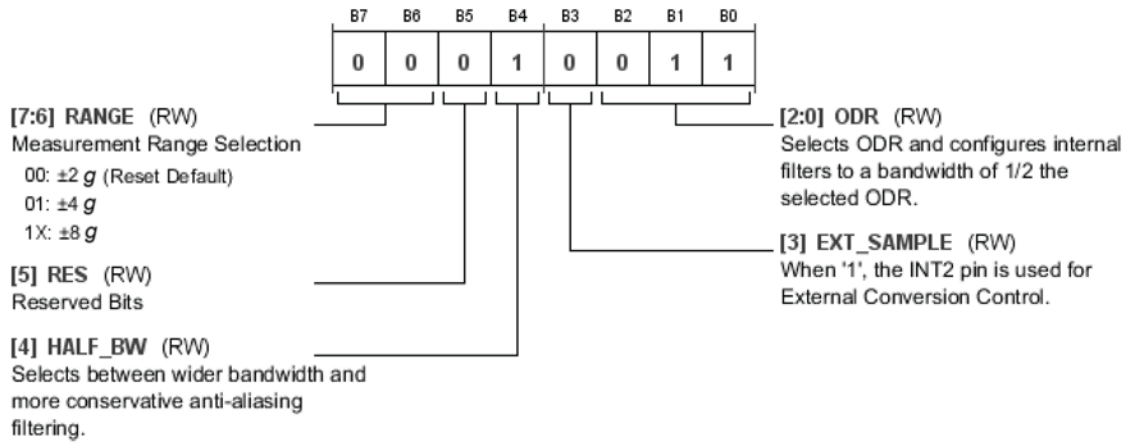 B7 B6 B5 B4 B3 B2 B1 B0
0 0 0 1 0 0 1 1
[7:6] RANGE (RW)
Measurement Range Selection
00: ±2 g (Reset Default)
01: ±4 g
1X: ±8 g
[5] RES (RW)
Reserved Bits
[4] HALF_BW (RW)
Selects between wider bandwidth and
more conservative anti-aliasing
filtering.
[2:0] ODR (RW)
Selects ODR and configures internal
filters to a bandwidth of 1/2 the
selected ODR.
[3] EXT_SAMPLE (RW)
When '1', the INT2 pin is used for
External Conversion Control.